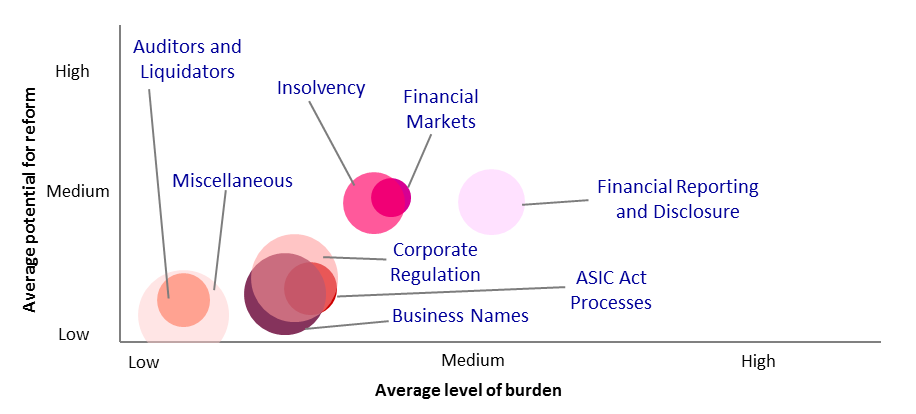 Auditors and
Liquidators
High
Insolvency
Financial
Markets
Average potential for reform
Miscellaneous
Medium
Financial Reporting
and Disclosure
Corporate
Regulation
ASIC Act
Processes
Business Names
Low
Low
Medium
High
Average level of burden